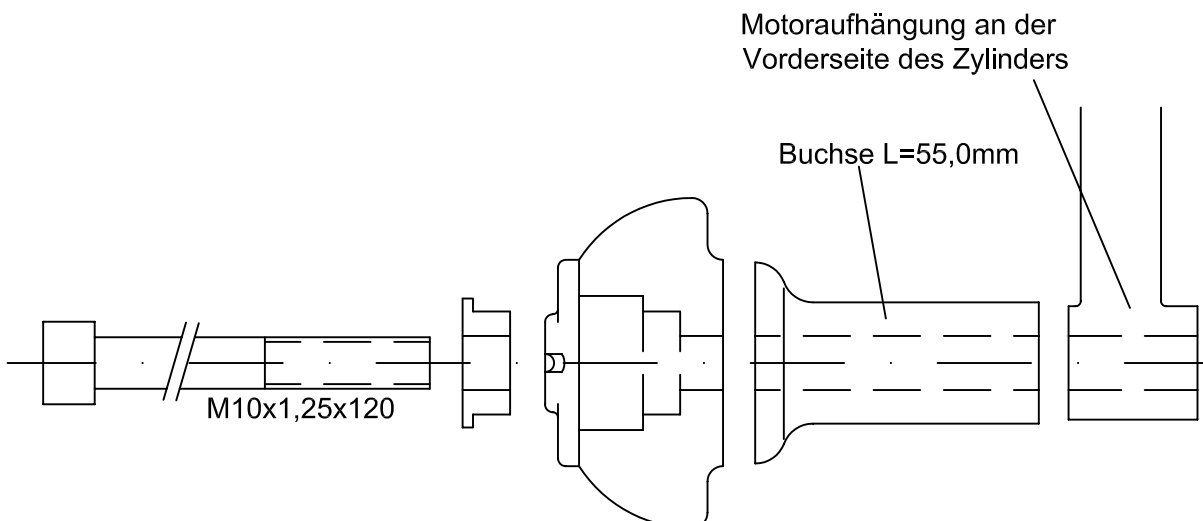 Motoraufhängung an der
Vorderseite des Zylinders
Buchse L=55,0mm
M10x1,25x120